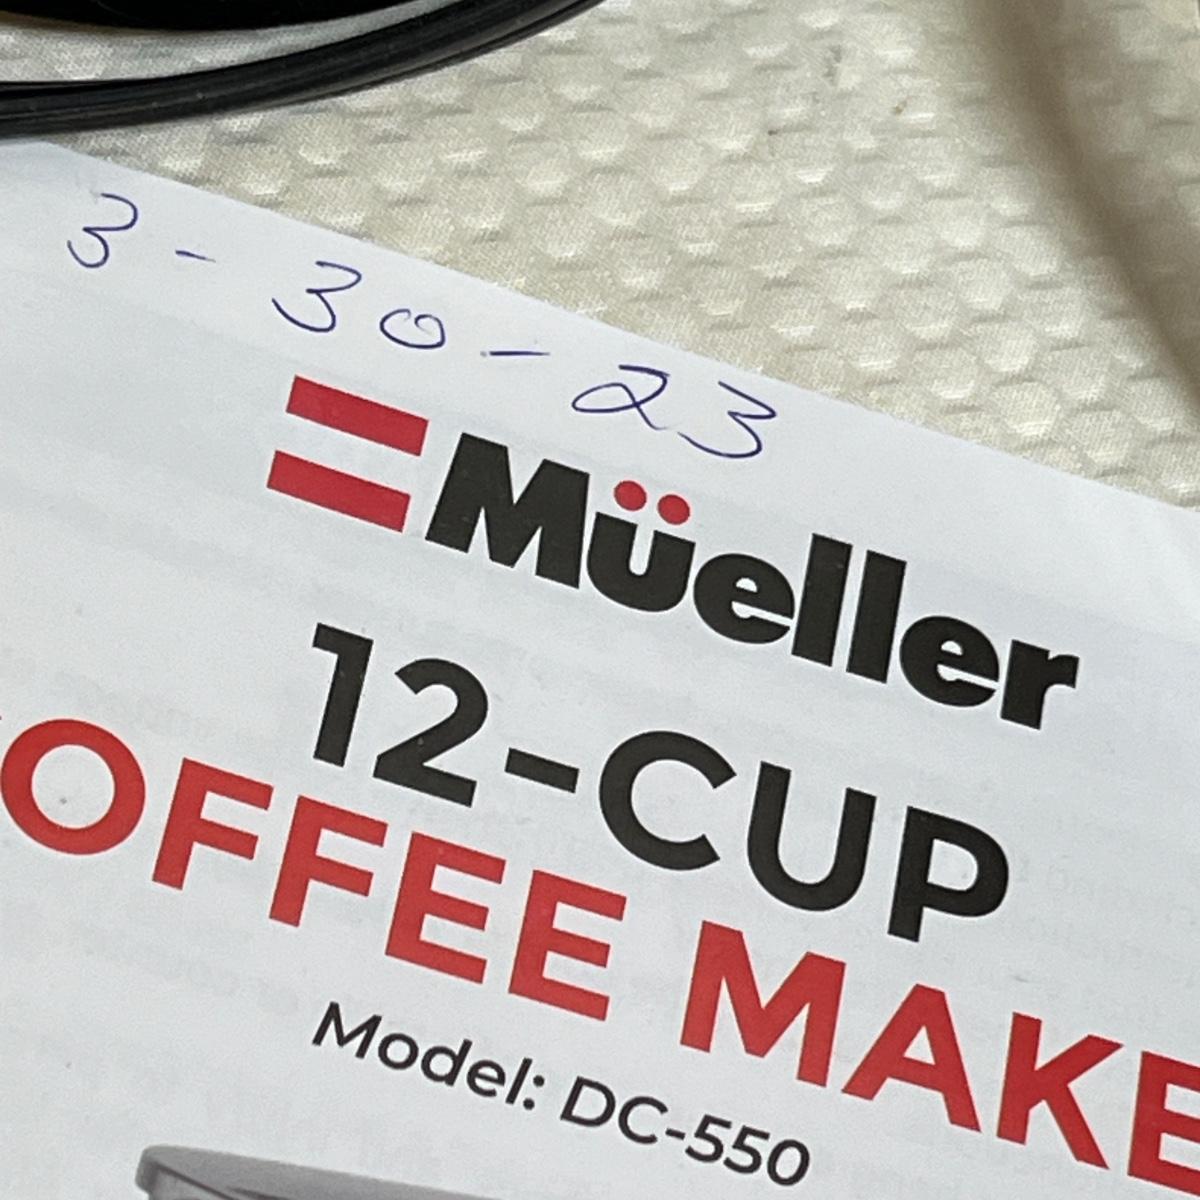 3-30-23
Müeller
12-CUP
OFFEE MAKE
Model: DC-550